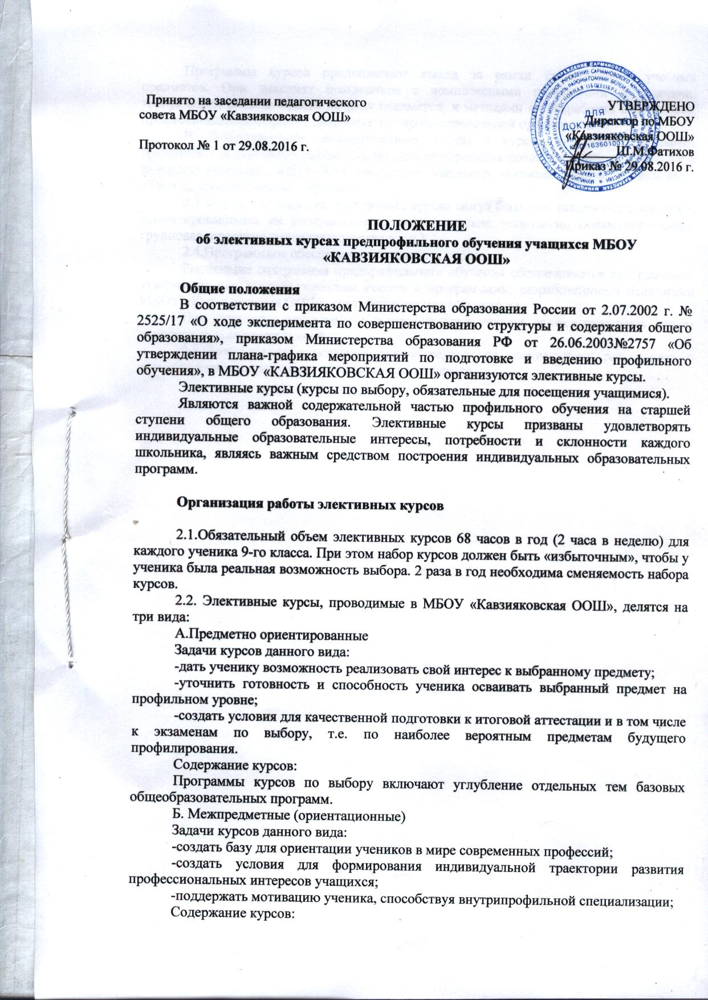 Принято на заседании педагогического
совета МБОУ «Кавзияковская ООШ»
Протокол № 1 от 29.08.2016 г.
УТВЕРЖДЕНО
Директор по МБОУ
«Кавзияковская ООШ»
Ш.М.Фатихов
Приказ № 29.08.2016 г.
ДЛЯ
ДОКУМЕНТОВ
КПП 163601001
ПОЛОЖЕНИЕ
об элективных курсах предпрофильного обучения учащихся МБОУ
«КАВЗИЯКОВСКАЯ ООШ»
Общие положения
В соответствии с приказом Министерства образования России от 2.07.2002 г. №
2525/17 «О ходе эксперимента по совершенствованию структуры и содержания общего
образования», приказом Министерства образования РФ от 26.06.2003№2757 «Об
утверждении плана-графика мероприятий по подготовке и введению профильного
обучения», в МБОУ «КАВЗИЯКОВСКАЯ ООШ» организуются элективные курсы.
Элективные курсы (курсы по выбору, обязательные для посещения учащимися).
Являются важной содержательной частью профильного обучения на старшей
ступени общего образования. Элективные курсы призваны удовлетворять
индивидуальные образовательные интересы, потребности и склонности каждого
школьника, являясь важным средством построения индивидуальных образовательных
программ.
Организация работы элективных курсов
2.1.Обязательный объем элективных курсов 68 часов в год (2 часа в неделю) для
каждого ученика 9-го класса. При этом набор курсов должен быть «избыточным», чтобы у
ученика была реальная возможность выбора. 2 раза в год необходима сменяемость набора
курсов.
2.2. Элективные курсы, проводимые в МБОУ «Кавзияковская ООШ», делятся на
три вида:
А.Предметно ориентированные
Задачи курсов данного вида:
-дать ученику возможность реализовать свой интерес к выбранному предмету;
-уточнить готовность и способность ученика осваивать выбранный предмет на
профильном уровне;
-создать условия для качественной подготовки к итоговой аттестации и в том числе
к экзаменам по выбору, т.е. по наиболее вероятным предметам будущего
профилирования.
Содержание курсов:
Программы курсов по выбору включают углубление отдельных тем базовых
общеобразовательных программ.
Б. Межпредметные (ориентационные)
Задачи курсов данного вида:
-создать базу для ориентации учеников в мире современных профессий;
-создать условия для формирования индивидуальной траектории развития
профессиональных интересов учащихся;
-поддержать мотивацию ученика, способствуя внутрипрофильной специализации;
Содержание курсов: